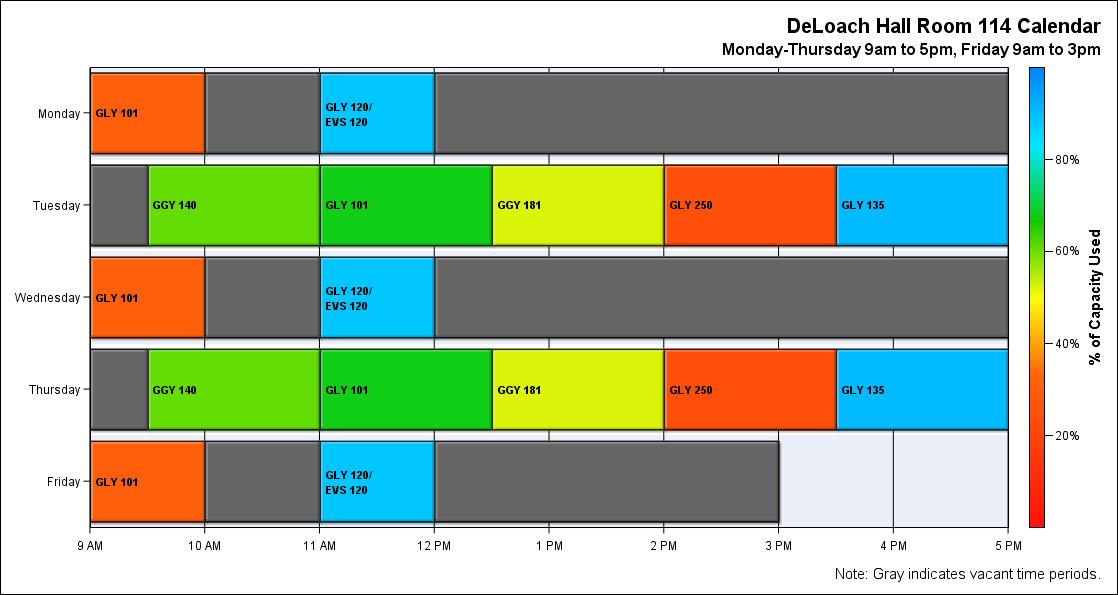 DeLoach Hall Room 114 Calendar
Monday-Thursday 9am to 5pm, Friday 9am to 3pm
Monday
GLY 101
GLY 120/
EVS 120
Tuesday
GGY 140
GLY 101
GGY 181
GLY 250
GLY 135
Wednesday
GLY 101
GLY 120/
EVS 120
Thursday
GGY 140
GLY 101
GGY 181
GLY 250
GLY 135
Friday
GLY 101
GLY 120/
EVS 120
9 AM
10 AM
11 AM
12 PM
1 PM
2 PM
3 PM
4 PM
5 PM
80%
60%
40%
20%
% of Capacity Used
Note: Gray indicates vacant time periods.